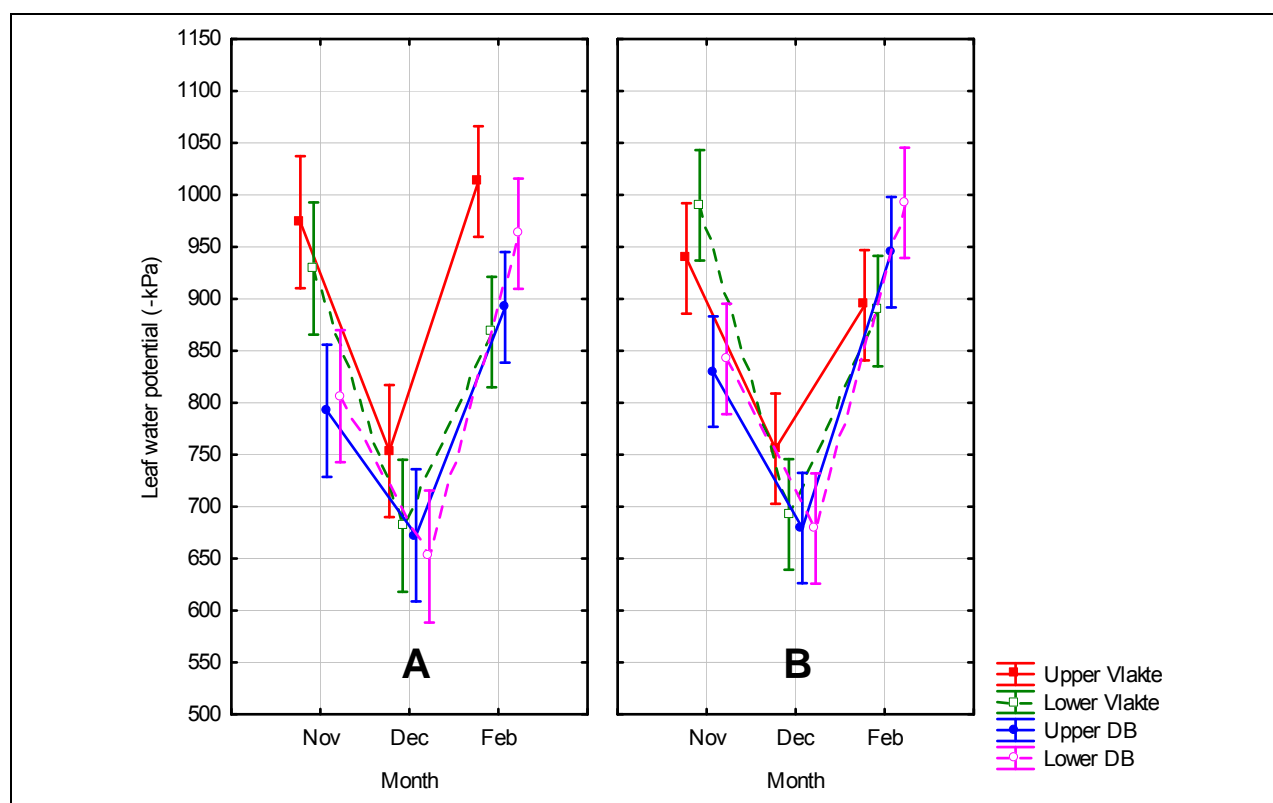 Leaf water potential (-kPa)
1150
1100
1050
1000
950
900
850
800
750
700
650
600
550
500
A
B
Nov Dec Feb
Nov Dec Feb
Month
Month
Upper Vlakte
Lower Vlakte
Upper DB
Lower DB